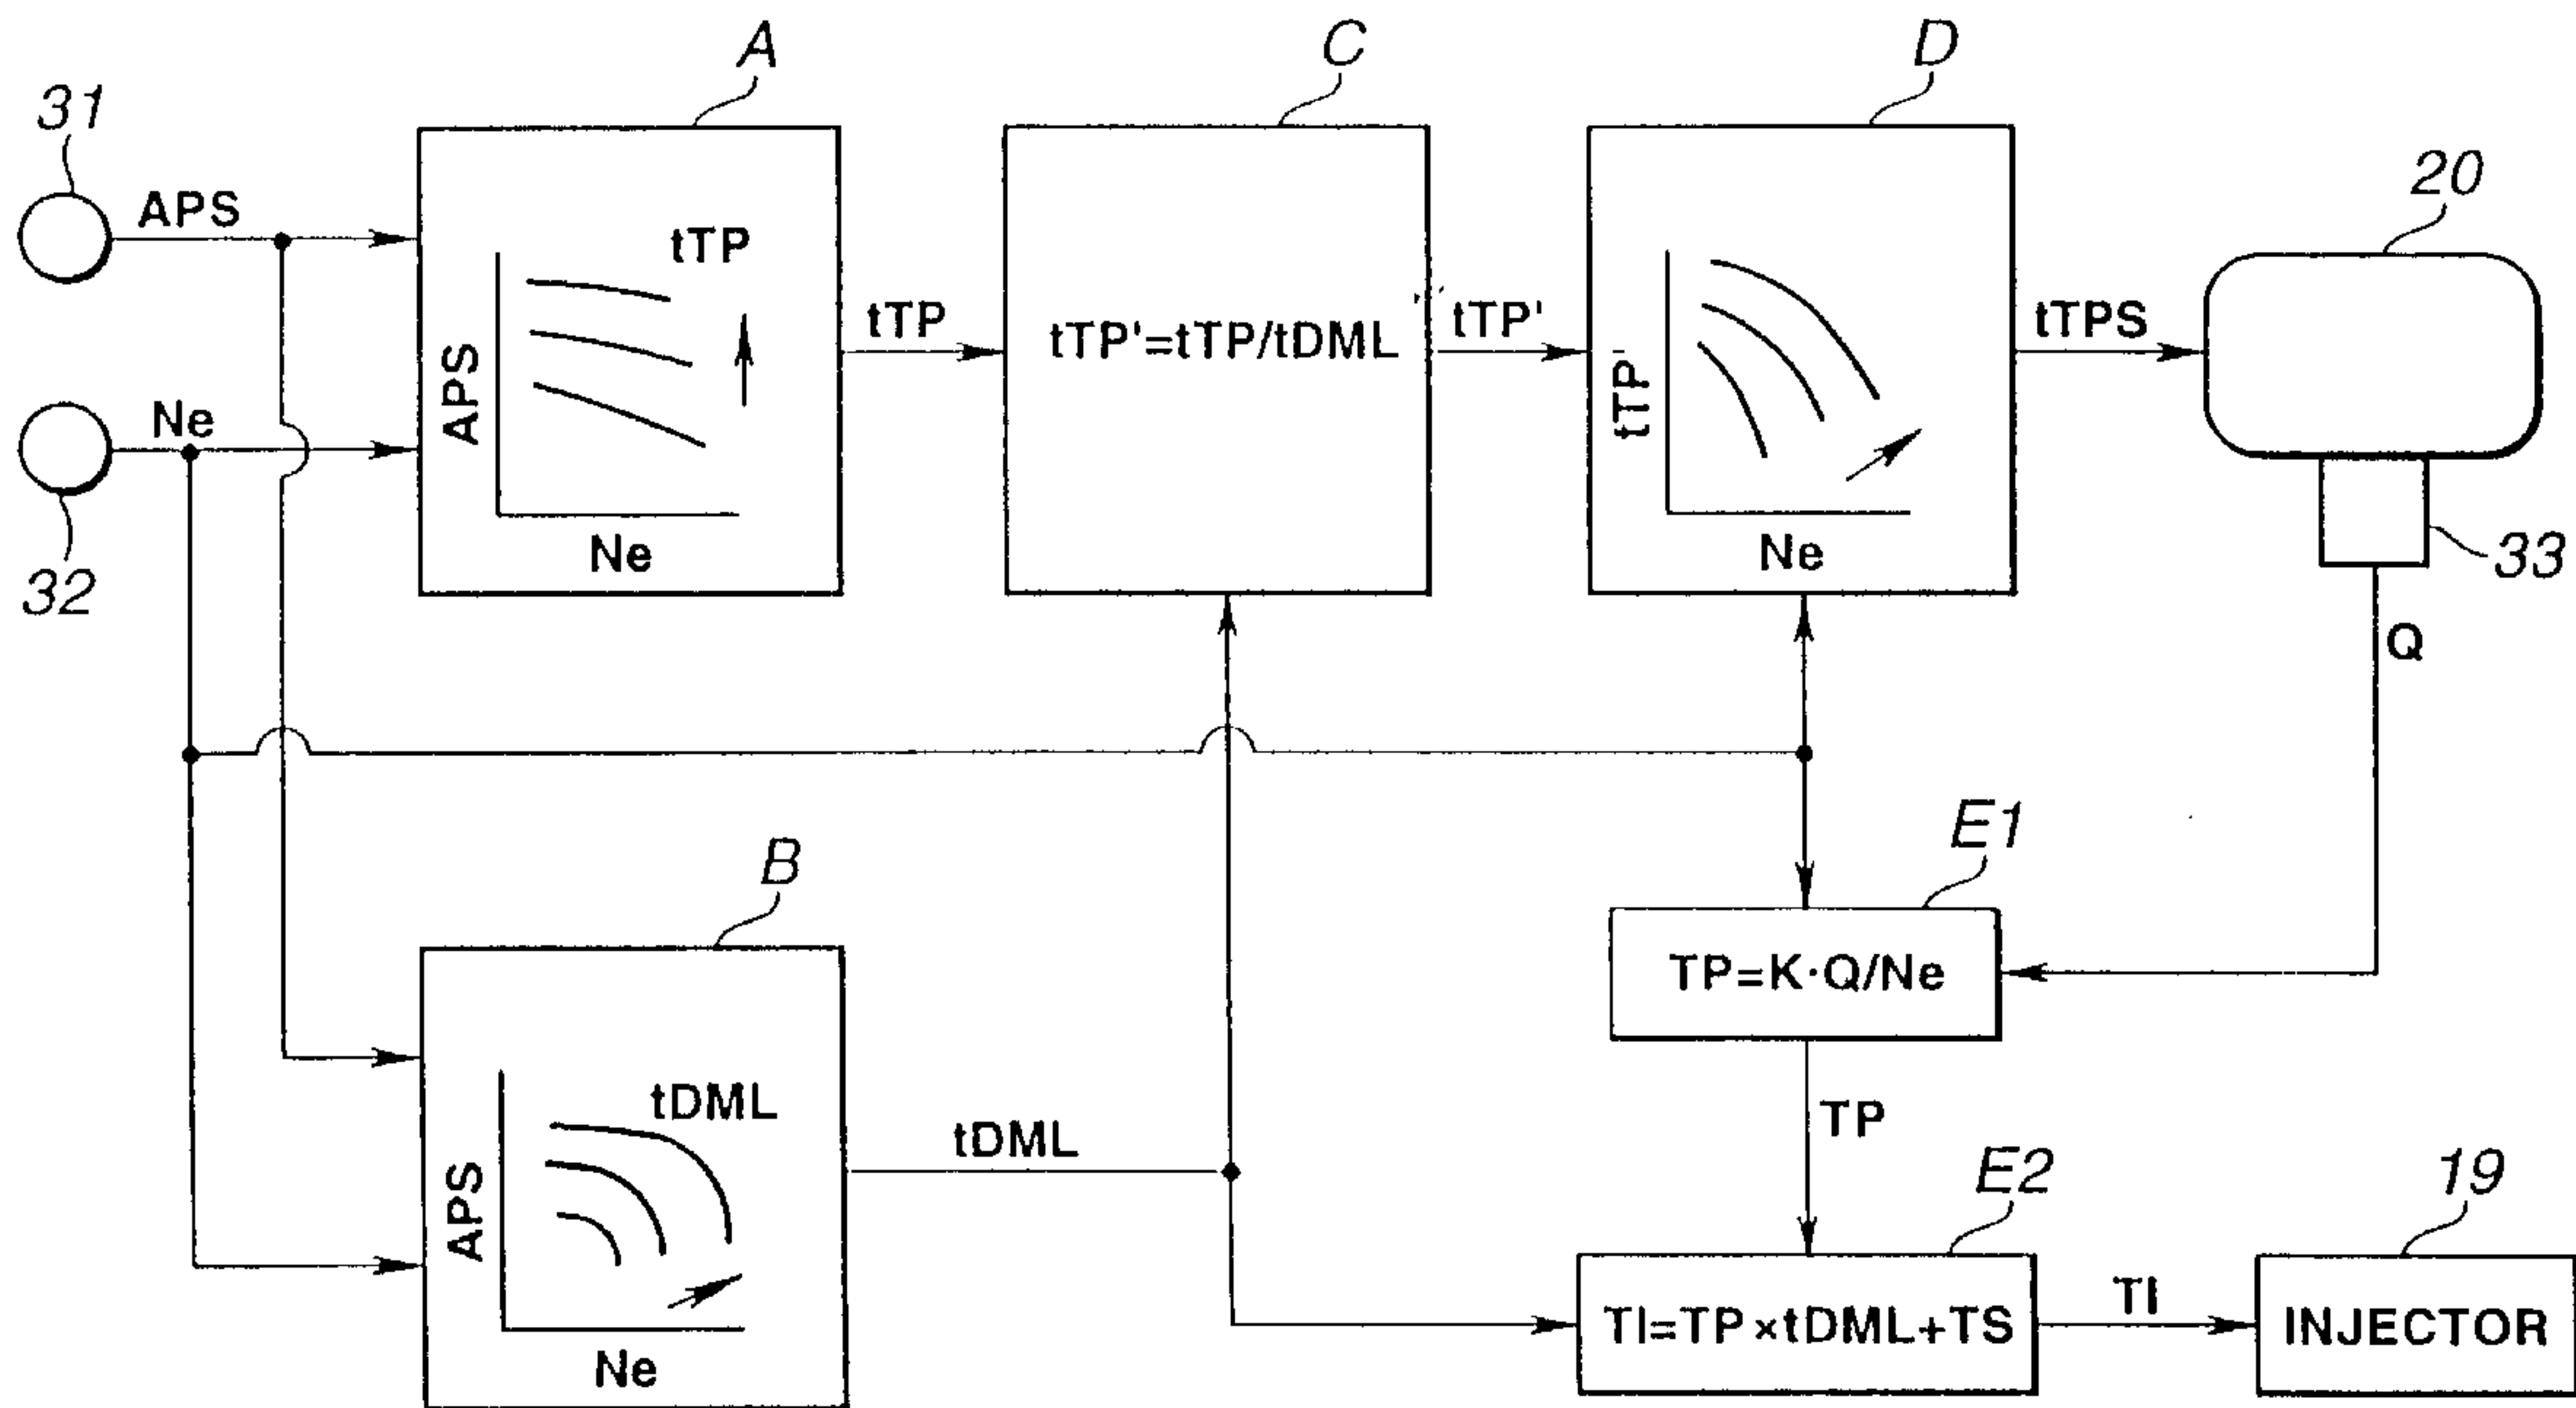 A
C
D
31
APS
tTP
APS
Ne
tTP
tTP'=tTP/tDML
tTP'
tTP'
Ne
tTPS
20
33
Q
Ne
32
B
tDML
APS
Ne
tDML
E1
TP=K·Q/Ne
TP
E2
TI=TP×tDML+TS
TI
19
INJECTOR